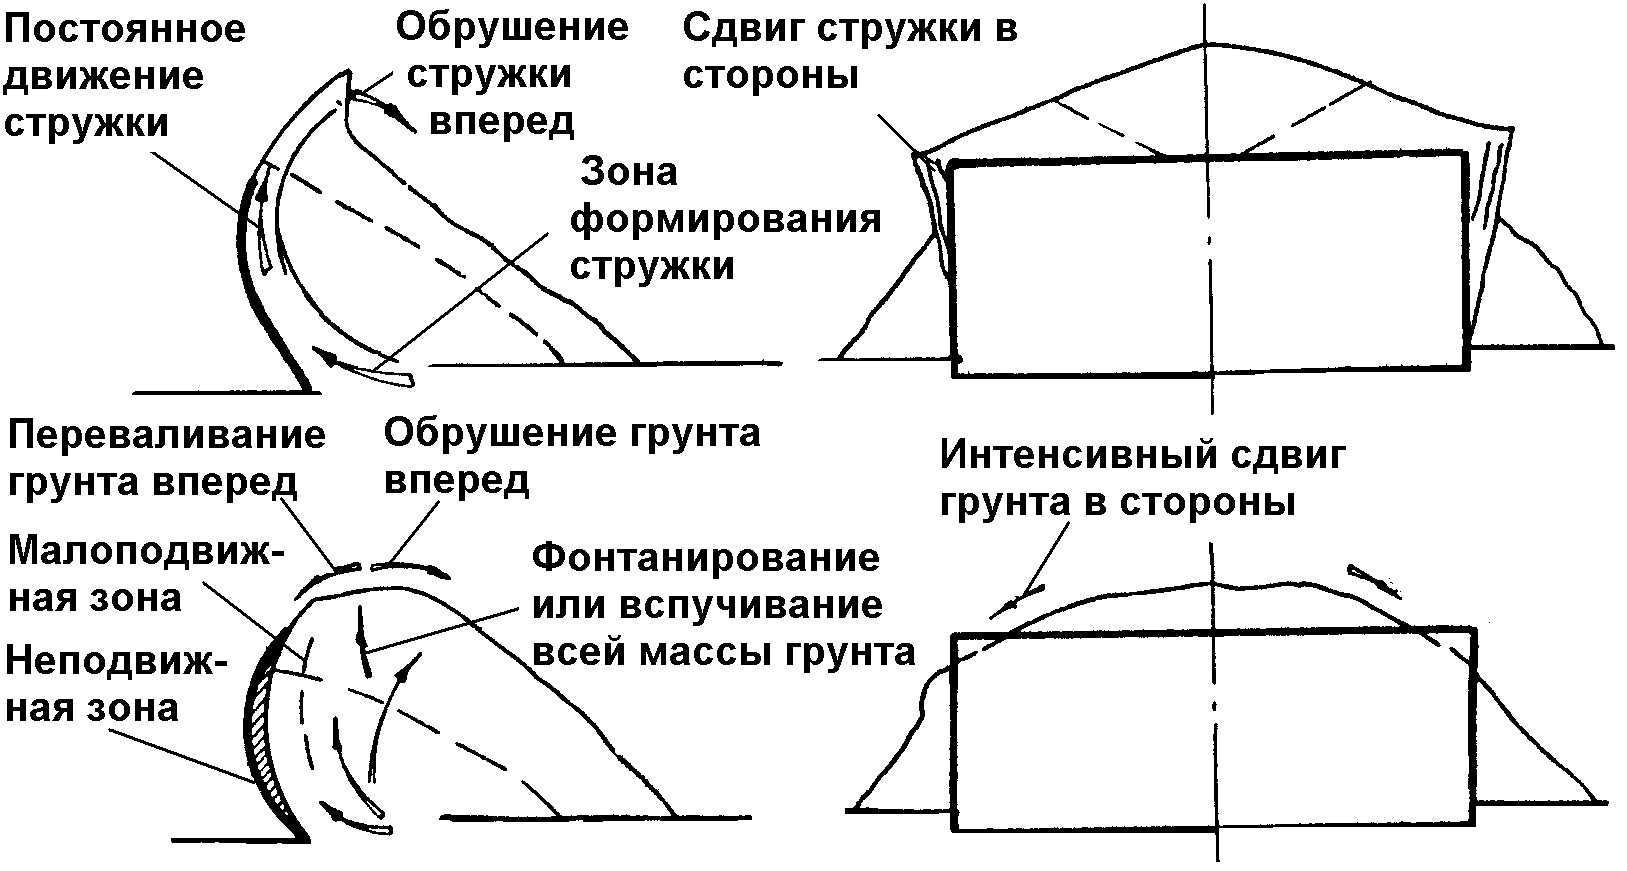 Постоянное
движение
стружки
Обрушение
стружки
вперед
Сдвиг стружки в
стороны
Зона
формирования
стружки
Переваливание
грунта вперед
Обрушение грунта
вперед
Интенсивный сдвиг
грунта в стороны
Малоподвиж-
ная зона
Фонтанирование
или вспучивание
всей массы грунта
Неподвиж-
ная зона